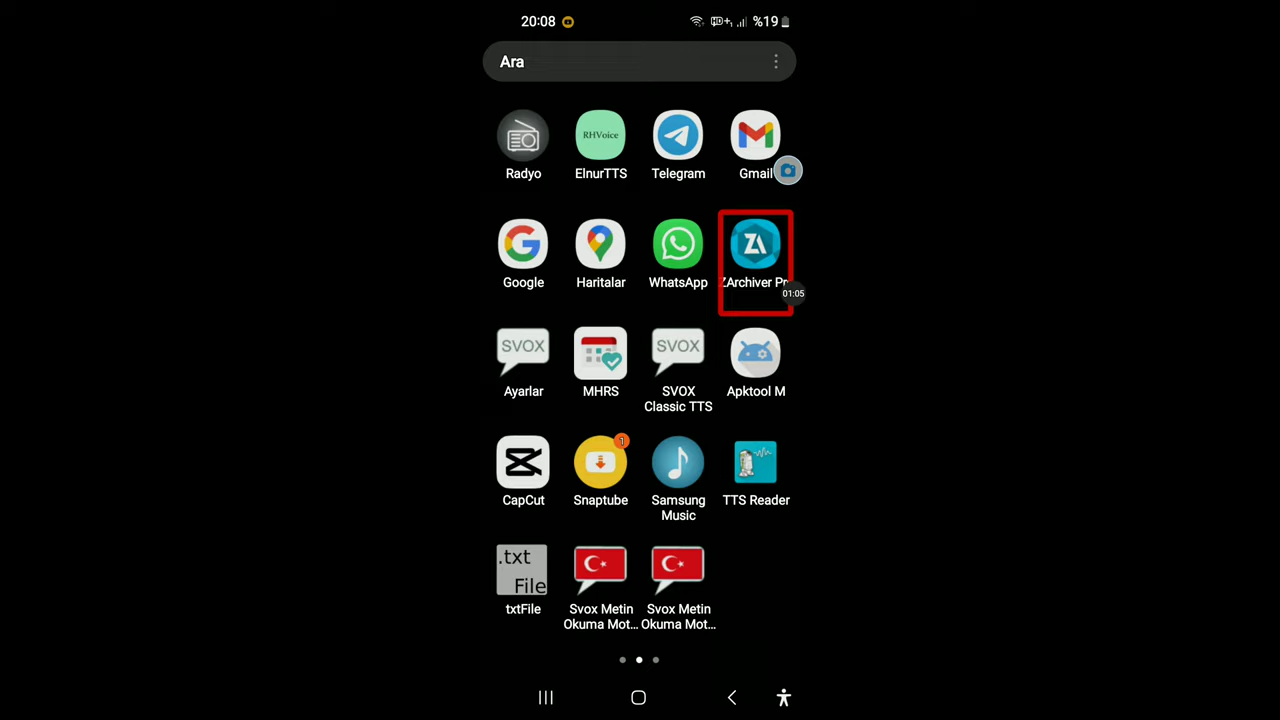 20:08
HD+ %19
Ara
RHVoice
Radyo ElnurTTS Telegram Gmail
Google Haritalar WhatsApp ZArchiver Pr
01:05
SVOX SVOX
Ayarlar MHRS SVOX Classic TTS Apktool M
1
CapCut Snaptube Samsung Music TTS Reader
.txt
File
txtFile Svox Metin Okuma Mot... Svox Metin Okuma Mot...